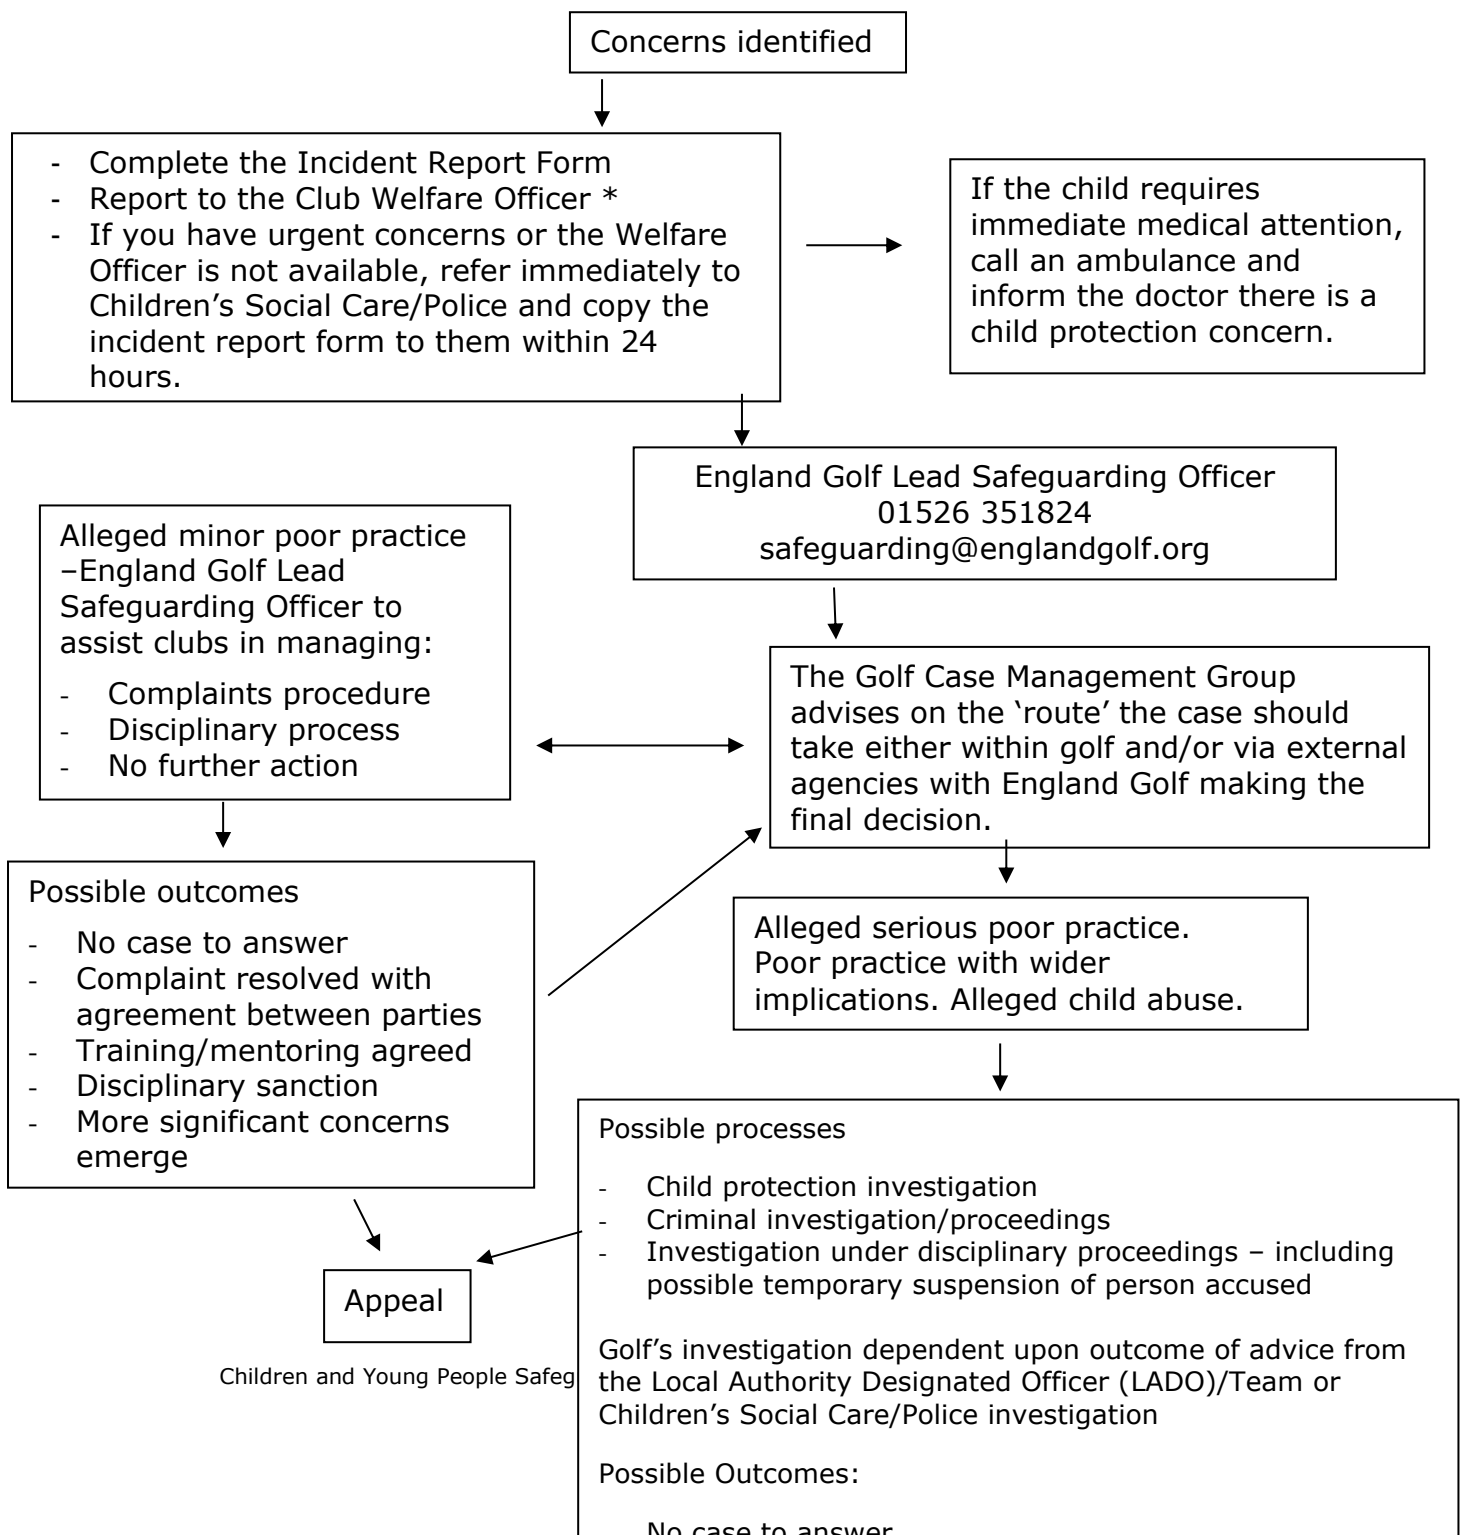 Concerns identified
- Complete the Incident Report Form
- Report to the Club Welfare Officer *
- If you have urgent concerns or the Welfare
Officer is not available, refer immediately to
Children’s Social Care/Police and copy the
incident report form to them within 24
hours.
If the child requires
immediate medical attention,
call an ambulance and
inform the doctor there is a
child protection concern.
England Golf Lead Safeguarding Officer
01526 351824
safeguarding@englandgolf.org
Alleged minor poor practice
–England Golf Lead
Safeguarding Officer to
assist clubs in managing:
- Complaints procedure
- Disciplinary process
- No further action
The Golf Case Management Group
advises on the ‘route’ the case should
take either within golf and/or via external
agencies with England Golf making the
final decision.
Possible outcomes
- No case to answer
- Complaint resolved with
agreement between parties
- Training/mentoring agreed
- Disciplinary sanction
- More significant concerns
emerge
Alleged serious poor practice.
Poor practice with wider
implications. Alleged child abuse.
Possible processes
- Child protection investigation
- Criminal investigation/proceedings
- Investigation under disciplinary proceedings – including
possible temporary suspension of person accused
Golf’s investigation dependent upon outcome of advice from
the Local Authority Designated Officer (LADO)/Team or
Children’s Social Care/Police investigation
Possible Outcomes:
No case to answer
Appeal
Children and Young People Safeg